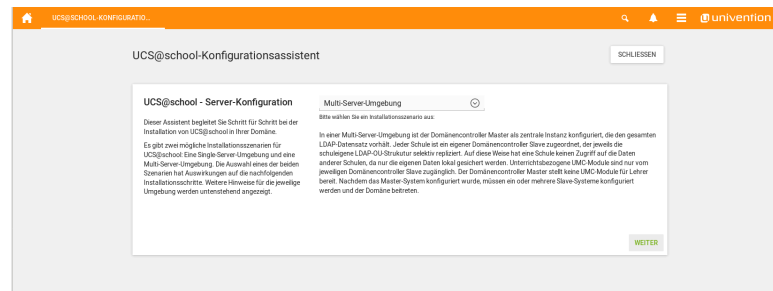 UCS@SCHOOL-KONFIGURATIO..
univention
UCS@school-Konfigurationsassistent
SCHLIESSEN
UCS@school - Server-Konfiguration
Dieser Assistent begleitet Sie Schritt für Schritt bei der
Installation von UCS@school in Ihrer Domäne.
Es gibt zwei mögliche Installationsszenarien für
UCS@school: Eine Single-Server-Umgebung und eine
Multi-Server-Umgebung. Die Auswahl eines der beiden
Szenarien hat Auswirkungen auf die nachfolgenden
Installationsschritte. Weitere Hinweise für die jeweilige
Umgebung werden untenstehend angezeigt.
Multi-Server-Umgebung
Bitte wählen Sie ein Installationsszenario aus:
In einer Multi-Server-Umgebung ist der Domänencontroller Master als zentrale Instanz konfiguriert, die den gesamten
LDAP-Datensatz vorhält. Jeder Schule ist ein eigener Domänencontroller Slave zugeordnet, der jeweils die
schuleigene LDAP-OU-Strukutur selektiv repliziert. Auf diese Weise hat eine Schule keinen Zugriff auf die Daten
anderer Schulen, da nur die eigenen Daten lokal gesichert werden. Unterrichtsbezogene UMC-Module sind nur vom
jeweiligen Domänencontroller Slave zugänglich. Der Domänencontroller Master stellt keine UMC-Module für Lehrer
bereit. Nachdem das Master-System konfiguriert wurde, müssen ein oder mehrere Slave-Systeme konfiguriert
werden und der Domäne beitreten.
WEITER